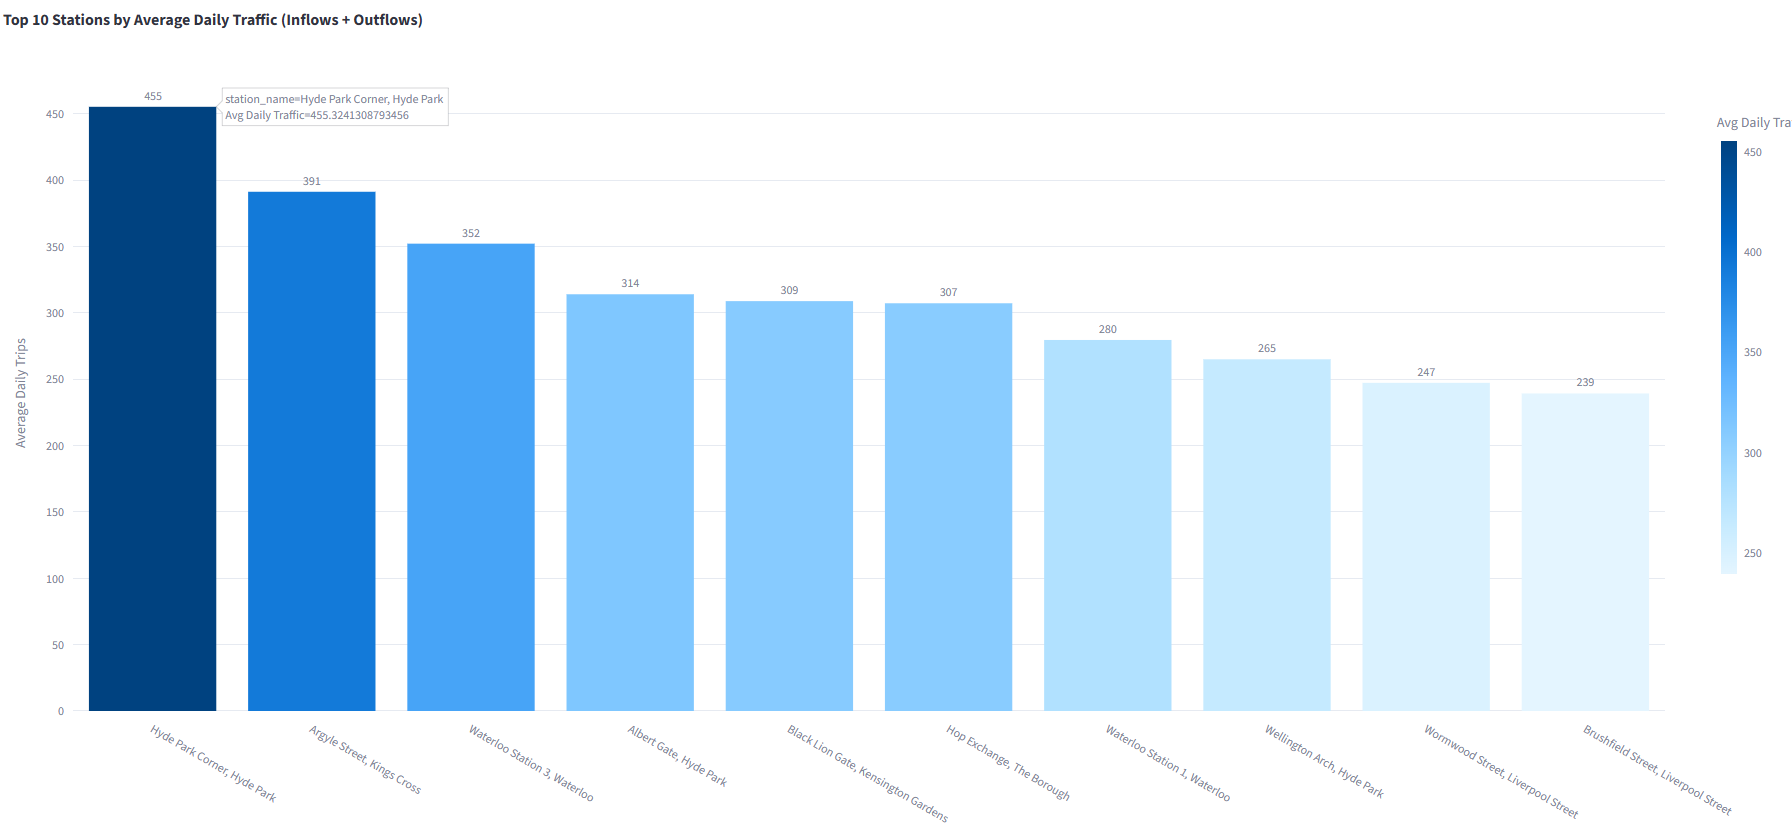 Top 10 Stations by Average Daily Traffic (Inflows + Outflows)
455
station_name=Hyde Park Corner, Hyde Park
Avg Daily Traffic=455.3241308793456
391
352
314
309
307
280
265
247
239
450
400
350
300
250
200
150
100
50
0
Average Daily Trips
Hyde Park Corner, Hyde Park
Argyle Street, Kings Cross
Waterloo Station 3, Waterloo
Albert Gate, Hyde Park
Black Lion Gate, Kensington Gardens
Hop Exchange, The Borough
Waterloo Station 1, Waterloo
Wellington Arch, Hyde Park
Wormwood Street, Liverpool Street
Brushfield Street, Liverpool Street
Avg Daily Tra
450
400
350
300
250